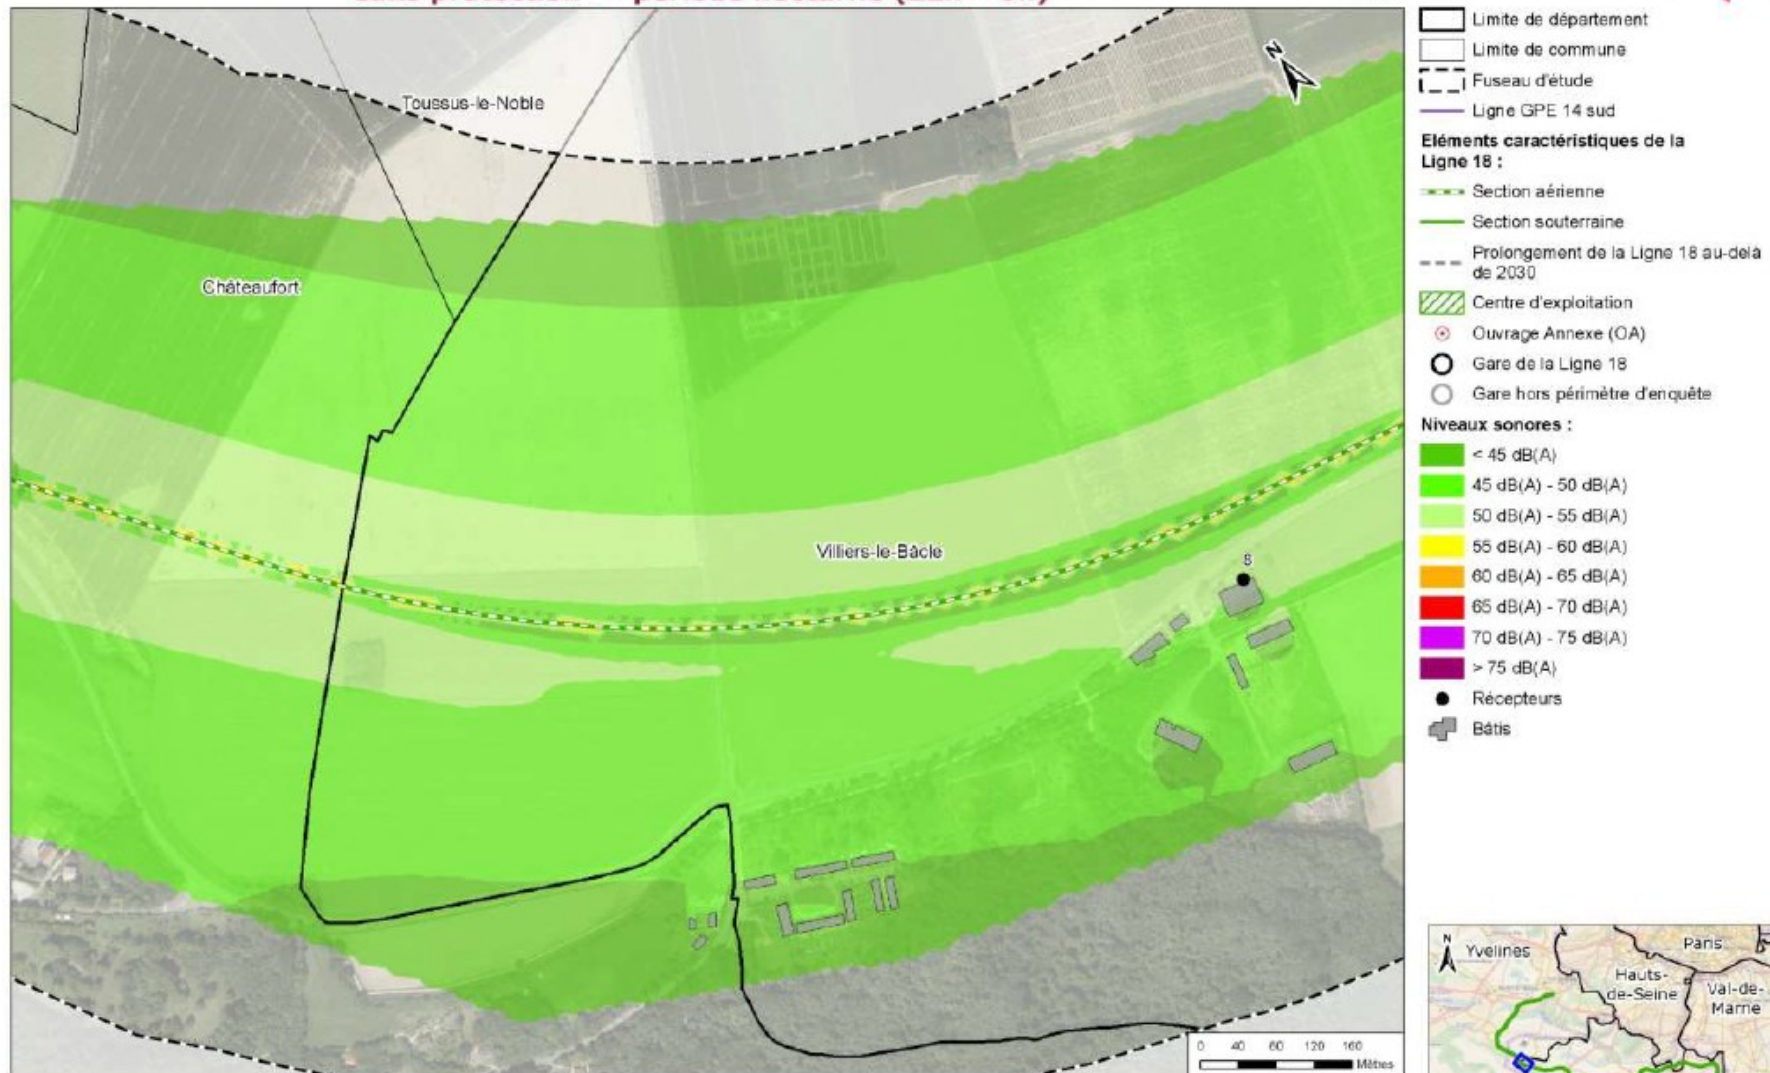 Toussus-le-Noble
N
Châteaufort
Villiers-le-Bâcle
8
0 40 80 120 160
Mètres
Limite de département
Limite de commune
Fuseau d'étude
Ligne GPE 14 sud
Eléments caractéristiques de la
Ligne 18 :
Section aérienne
Section souterraine
Prolongement de la Ligne 18 au-delà
de 2030
Centre d'exploitation
Ouvrage Annexe (OA)
Gare de la Ligne 18
Gare hors périmètre d'enquête
Niveaux sonores :
< 45 dB(A)
45 dB(A) - 50 dB(A)
50 dB(A) - 55 dB(A)
55 dB(A) - 60 dB(A)
60 dB(A) - 65 dB(A)
65 dB(A) - 70 dB(A)
70 dB(A) - 75 dB(A)
> 75 dB(A)
Récepteurs
Bâtis
N
Yvelines
Paris
Hauts-
de-Seine
Val-de-
Marne